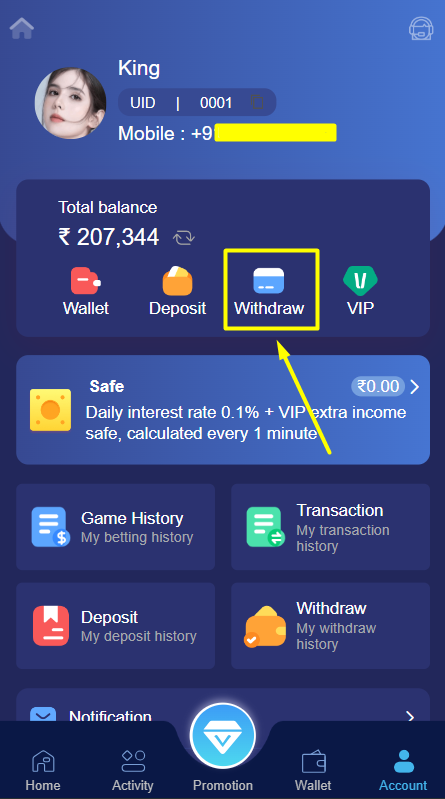 King
UID | 0001
Mobile : +9
Total balance
₹ 207,344
Wallet Deposit Withdraw VIP
Safe ₹0.00
Daily interest rate 0.1% + VIP extra income
safe, calculated every 1 minute
Game History
My betting history
Transaction
My transaction
history
Deposit
My deposit history
Withdraw
My withdraw
history
Notification
Home Activity Promotion Wallet Account